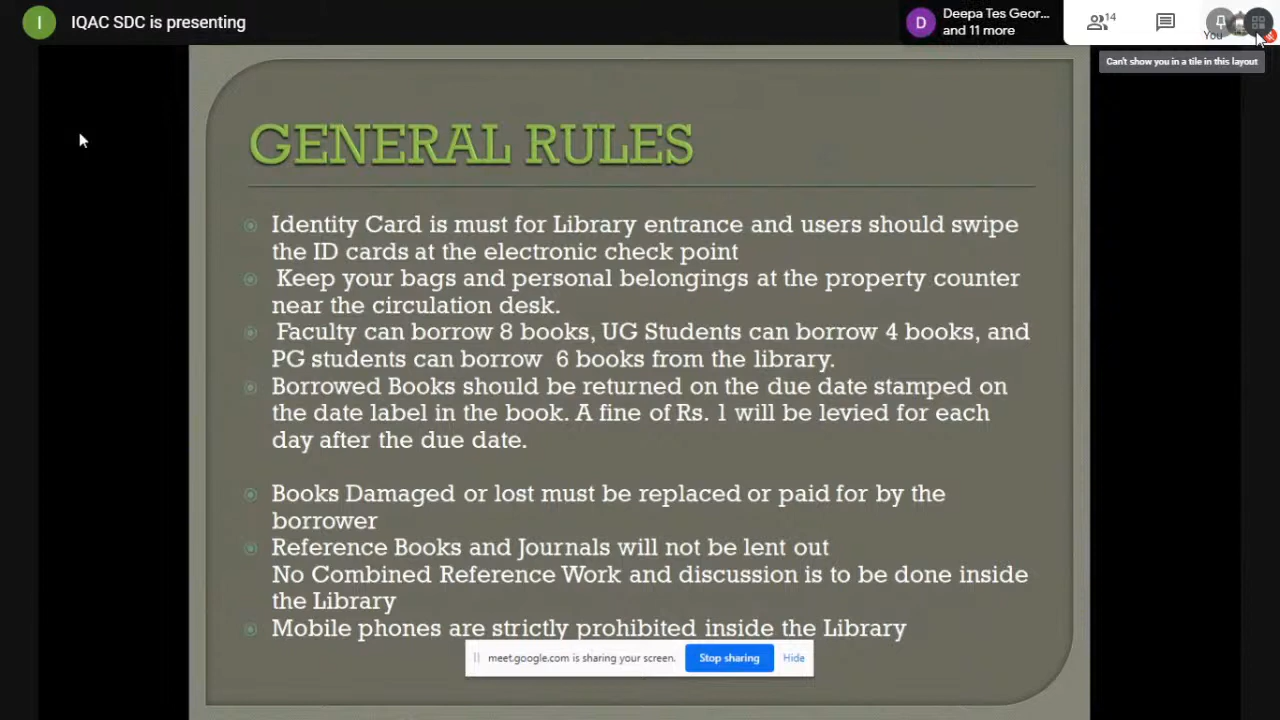 I IQAC SDC is presenting
Deepa Tes Geor...
and 11 more
14
You
Can't show you in a tile in this layout
GENERAL RULES
Identity Card is must for Library entrance and users should swipe
the ID cards at the electronic check point
Keep your bags and personal belongings at the property counter
near the circulation desk.
Faculty can borrow 8 books, UG Students can borrow 4 books, and
PG students can borrow 6 books from the library.
Borrowed Books should be returned on the due date stamped on
the date label in the book. A fine of Rs. 1 will be levied for each
day after the due date.
Books Damaged or lost must be replaced or paid for by the
borrower
Reference Books and Journals will not be lent out
No Combined Reference Work and discussion is to be done inside
the Library
Mobile phones are strictly prohibited inside the Library
meet.google.com is sharing your screen. Stop sharing Hide